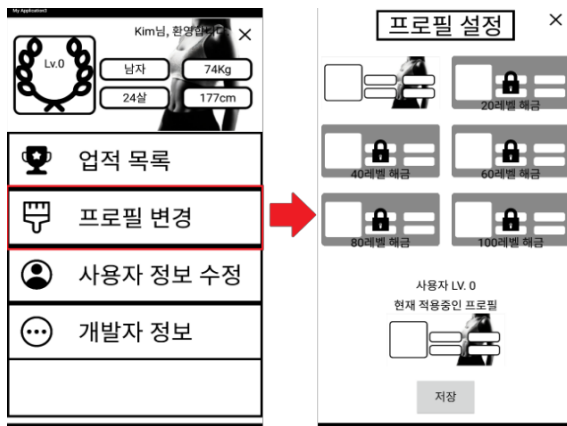 My Application3
Kim님, 환영합니다
Lv.0
남자
74Kg
24살
177cm
업적 목록
프로필 변경
사용자 정보 수정
개발자 정보
프로필 설정
20레벨 해금
40레벨 해금
60레벨 해금
80레벨 해금
100레벨 해금
사용자 LV. 0
현재 적용중인 프로필
저장